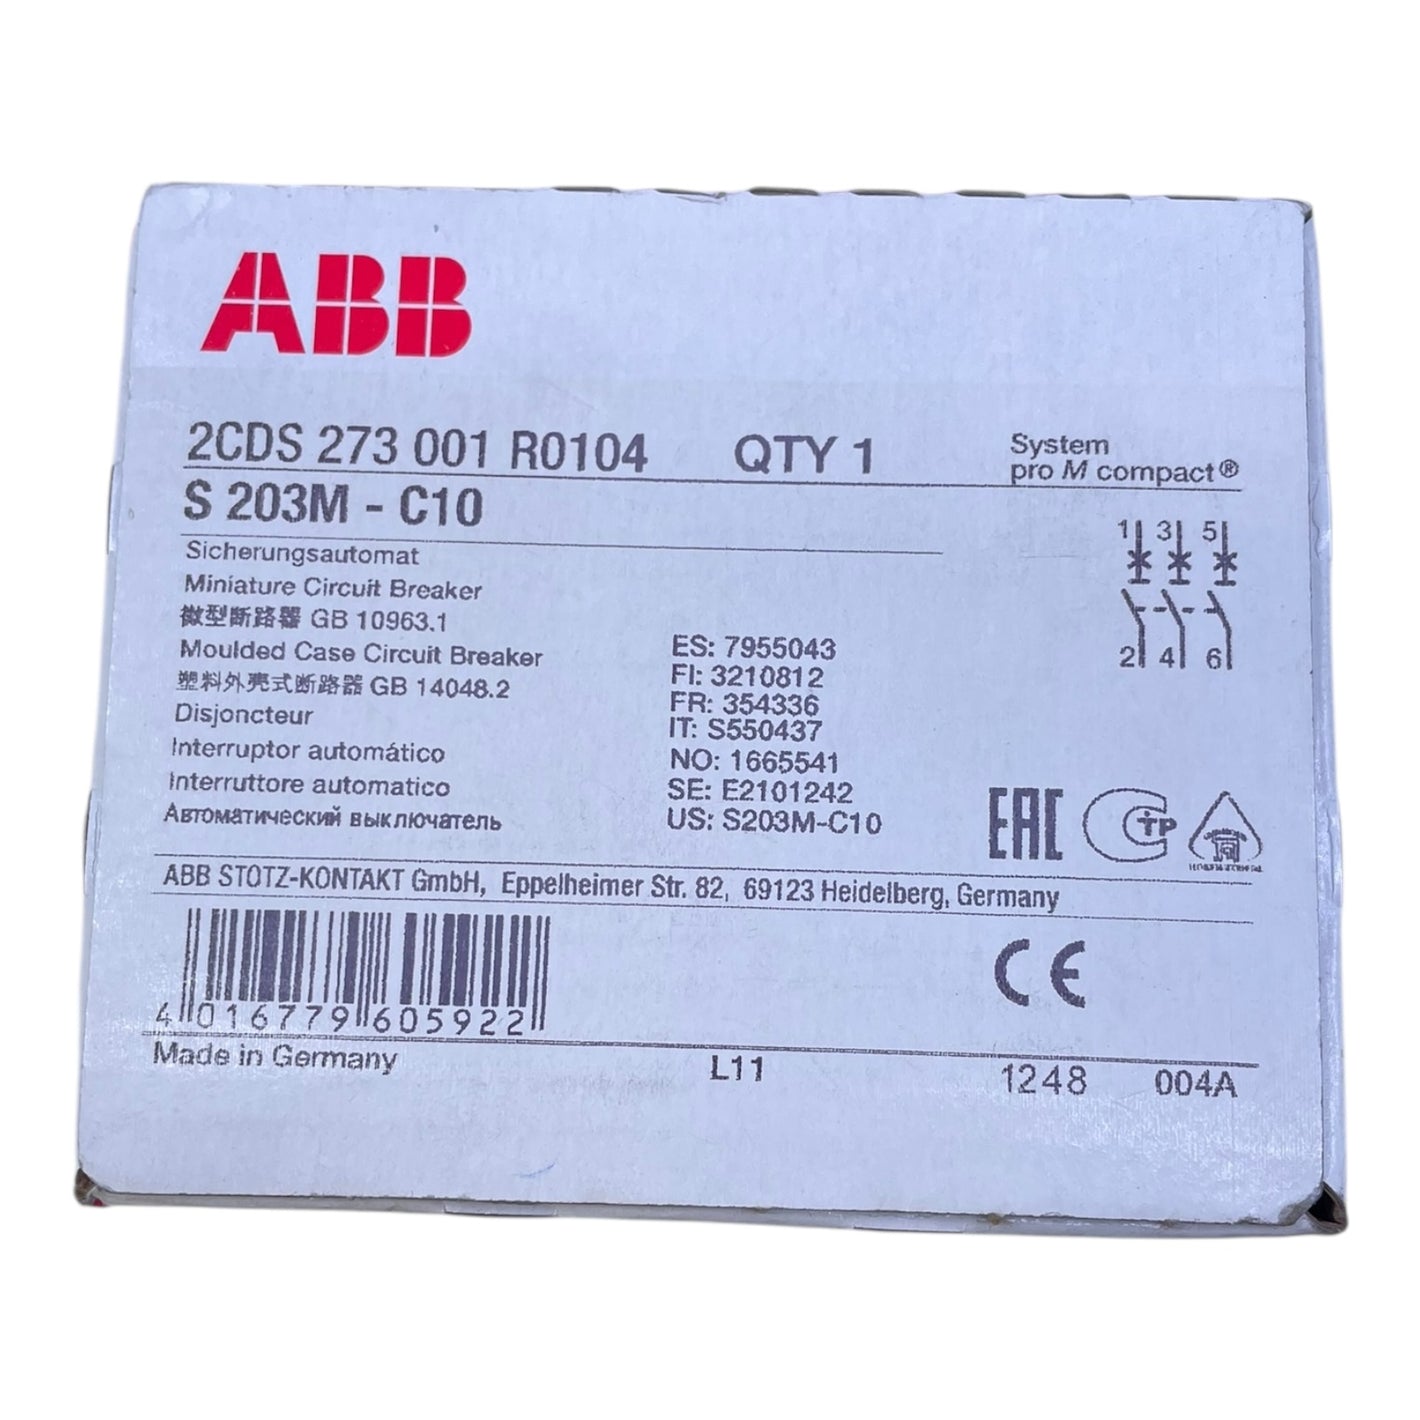 ABB
2CDS 273 001 R0104 QTY 1 System
pro M compact®
S 203M - C10
Sicherungsautomat
Miniature Circuit Breaker
微型断路器 GB 10963.1
Moulded Case Circuit Breaker
塑料外壳式断路器 GB 14048.2
Disjoncteur
Interruptor automático
Interruttore automatico
Автоматический выключатель
ES: 7955043
FI: 3210812
FR: 354336
IT: S550437
NO: 1665541
SE: E2101242
US: S203M-C10
1 3 5
2 4 6
EAC CTP
ABB STOTZ-KONTAKT GmbH, Eppelheimer Str. 82, 69123 Heidelberg, Germany
4 016779 605922
CE
Made in Germany L11 1248 004A